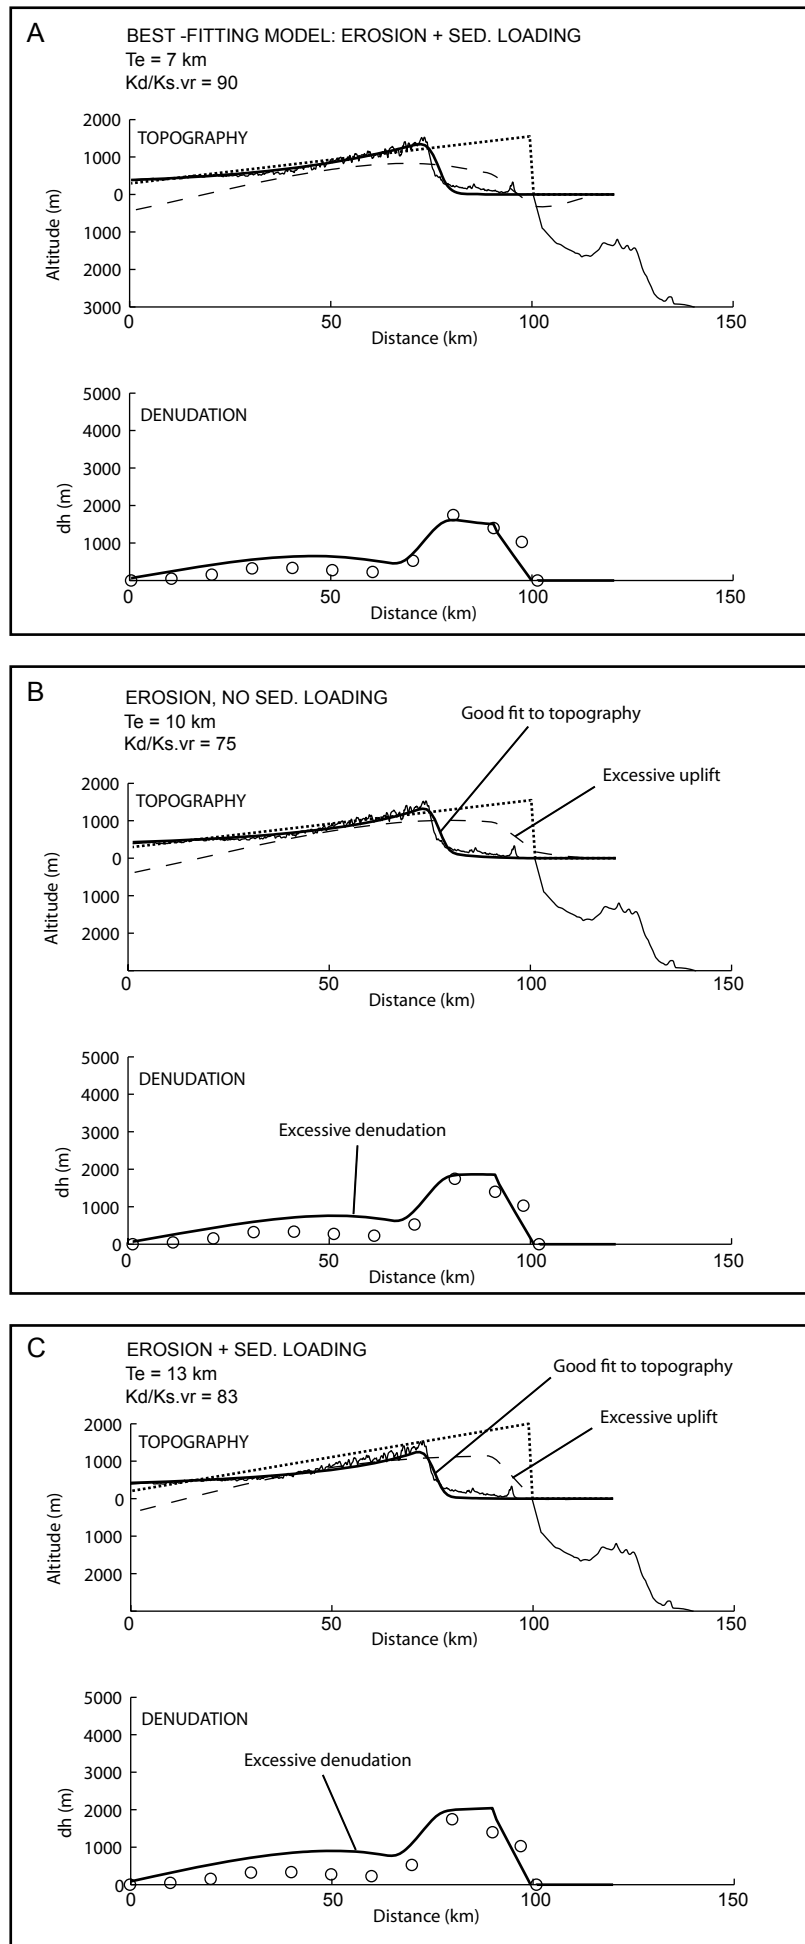 A
BEST -FITTING MODEL: EROSION + SED. LOADING
Te = 7 km
Kd/Ks.vr = 90
TOPOGRAPHY
Altitude (m)
2000
1000
0
1000
2000
3000
0
50
100
150
Distance (km)
DENUDATION
dh (m)
5000
4000
3000
2000
1000
0
50
100
150
Distance (km)
B
EROSION, NO SED. LOADING
Te = 10 km
Kd/Ks.vr = 75
Good fit to topography
Excessive uplift
TOPOGRAPHY
Altitude (m)
2000
1000
0
1000
2000
0
50
100
150
Distance (km)
DENUDATION
Excessive denudation
dh (m)
5000
4000
3000
2000
1000
0
0
50
100
150
Distance (km)
C
EROSION + SED. LOADING
Te = 13 km
Kd/Ks.vr = 83
Good fit to topography
Excessive uplift
TOPOGRAPHY
Altitude (m)
2000
1000
0
1000
2000
0
50
100
150
Distance (km)
DENUDATION
Excessive denudation
dh (m)
5000
4000
3000
2000
1000
0
0
50
100
150
Distance (km)